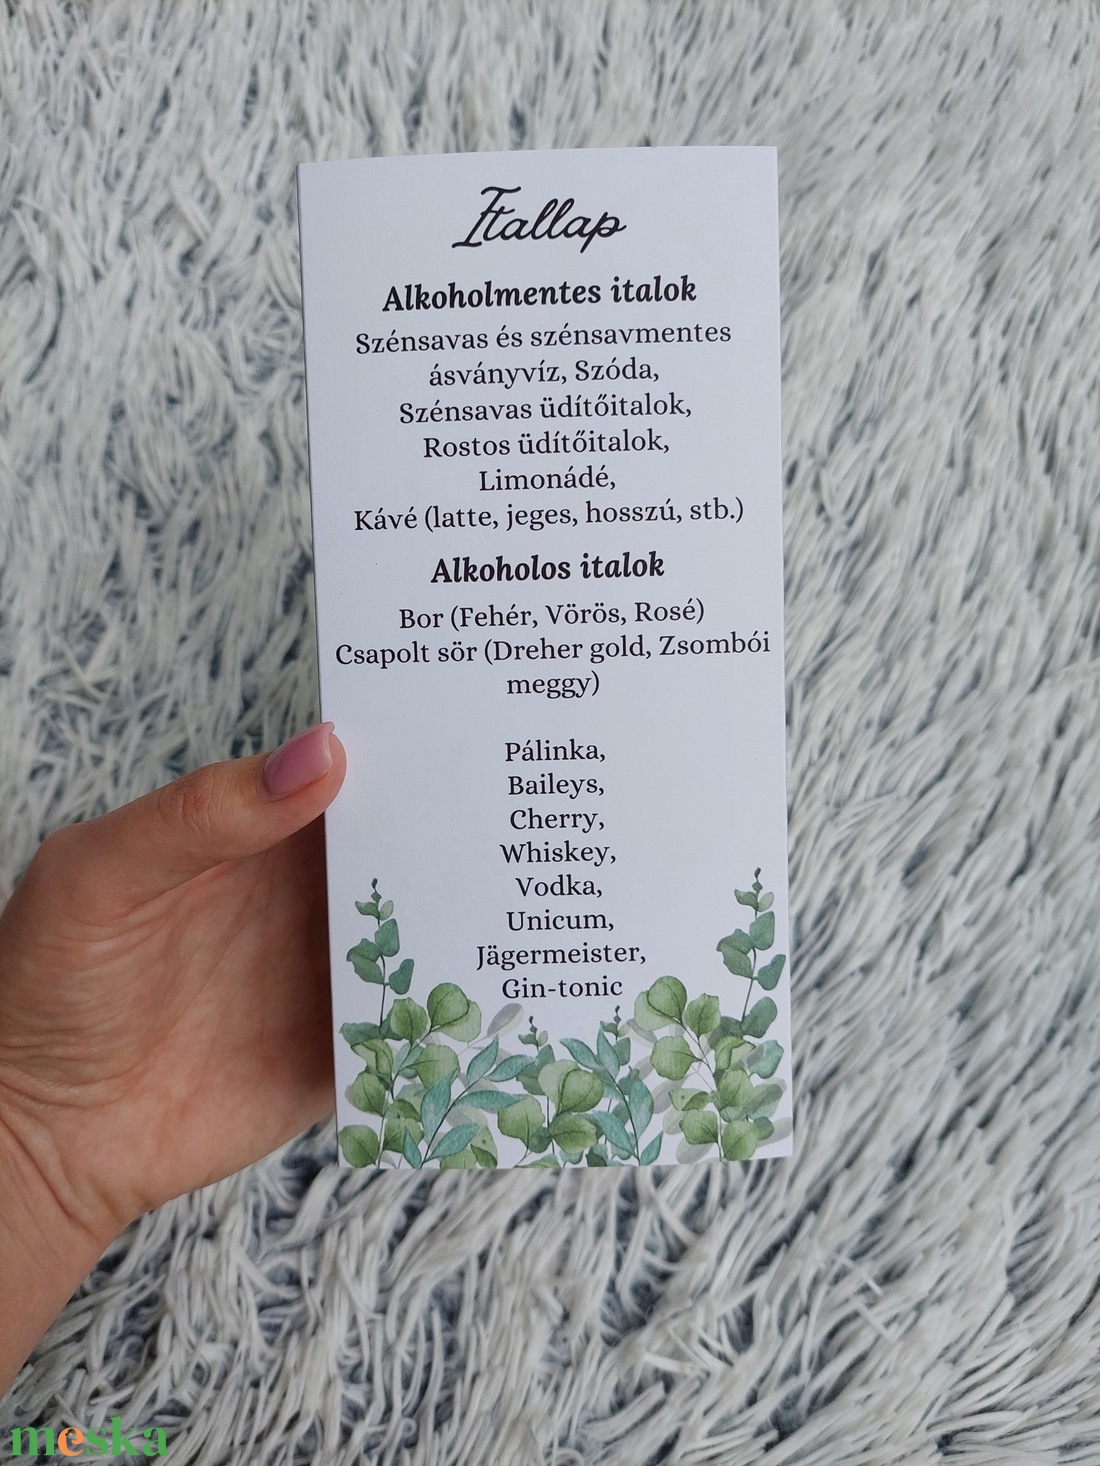 Itallap
Alkoholmentes italok
Szénsavas és szénsavmentes
ásványvíz, Szóda,
Szénsavas üdítőitalok,
Rostos üdítőitalok,
Limonádé,
Kávé (latte, jeges, hosszú, stb.)
Alkoholos italok
Bor (Fehér, Vörös, Rosé)
Csapolt sör (Dreher gold, Zsombói
meggy)
Pálinka,
Baileys,
Cherry,
Whiskey,
Vodka,
Unicum,
Jägermeister,
Gin-tonic
meska